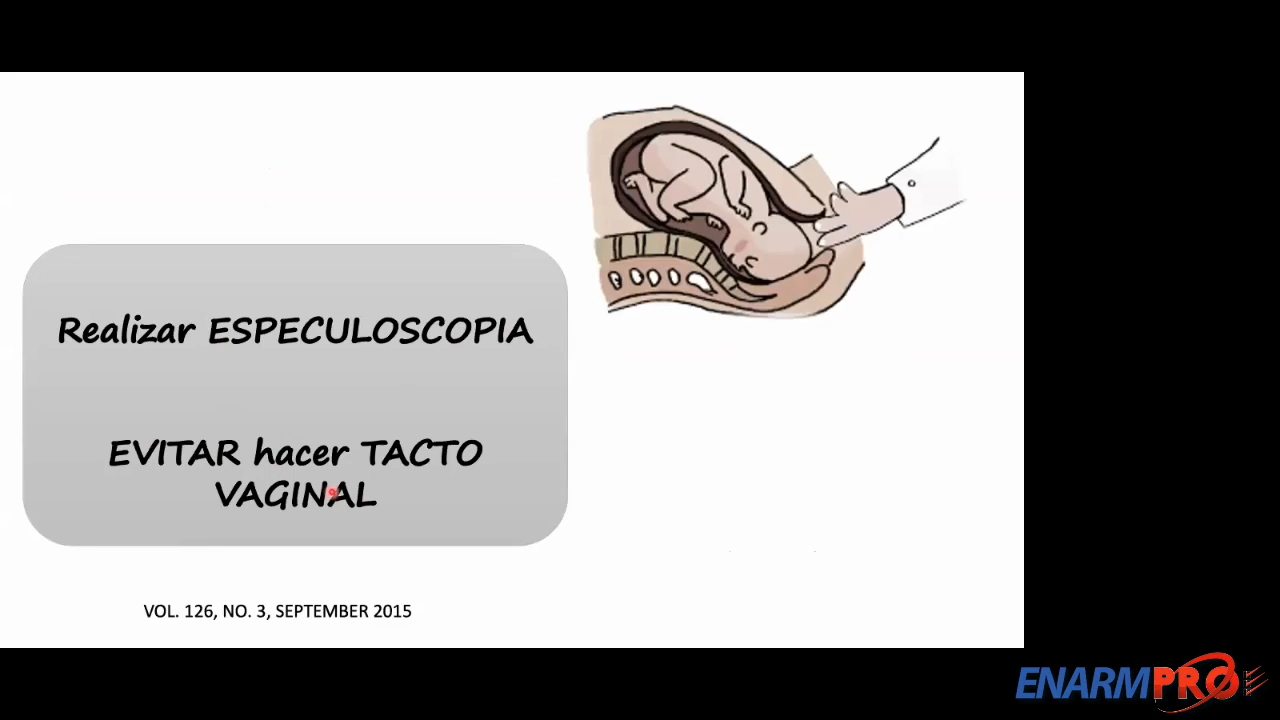 Realizar ESPECULOSCOPIA
EVITAR hacer TACTO
VAGINAL
VOL. 126, NO. 3, SEPTEMBER 2015
ENARMPRO